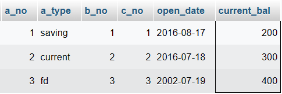 a_no a_type b_no c_no open_date current_bal
1 saving 1 1 2016-08-17 200
2 current 2 2 2016-07-18 300
3 fd 3 3 2002-07-19 400